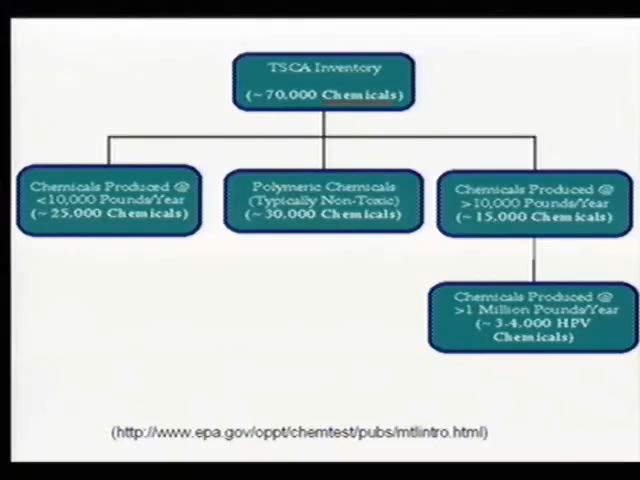 TSCA Inventory
(~70,000 Chemicals)
Chemicals Produced @
<10,000 Pounds/Year
(~25,000 Chemicals)
Polymeric Chemicals
(Typically Non-Toxic)
(~30,000 Chemicals)
Chemicals Produced @
>10,000 Pounds/Year
(~15,000 Chemicals)
Chemicals Produced @
>1 Million Pounds/Year
(~3-4,000 HPV
Chemicals)
(http://www.epa.gov/oppt/chemtest/pubs/mtlintro.html)